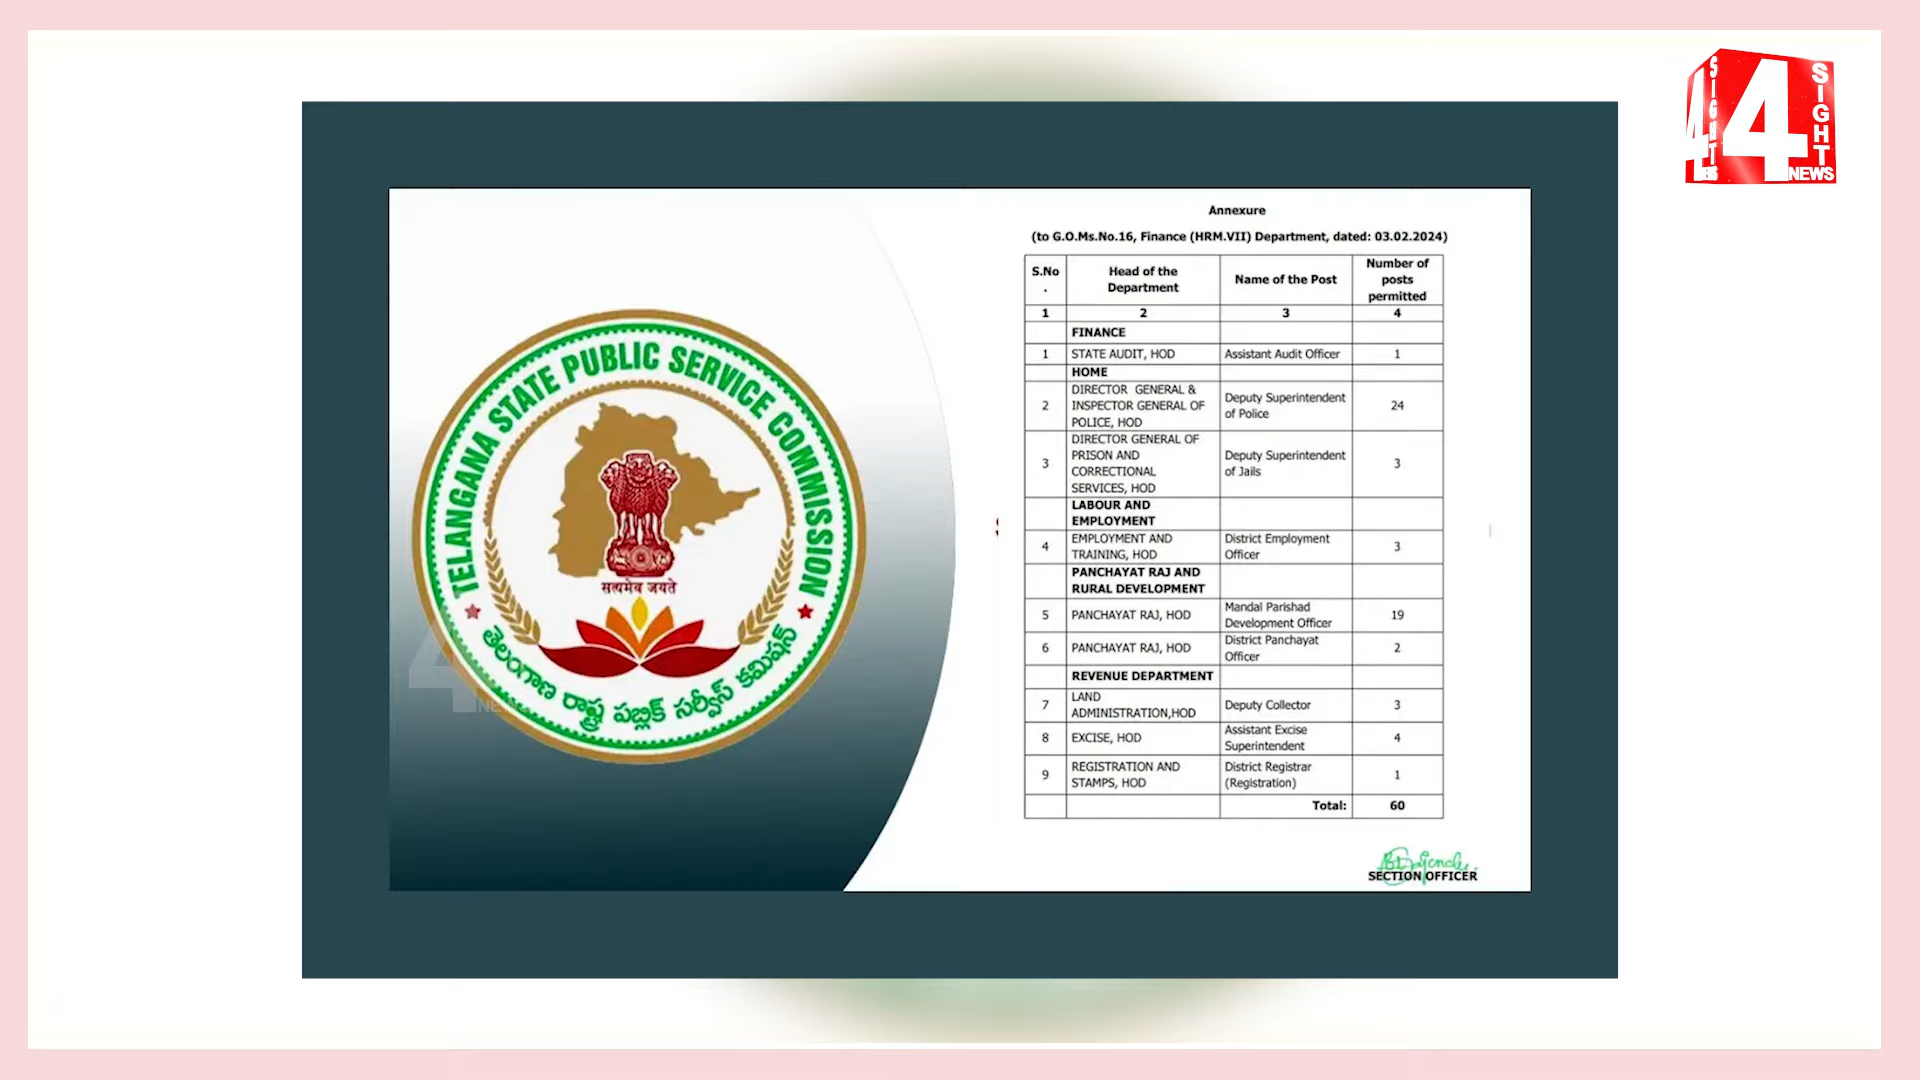 4
SIGHT
NEWS
TELANGANA STATE PUBLIC SERVICE COMMISSION
सत्यमेव जयते
తెలంగాణ రాష్ట్ర పబ్లిక్ సర్వీస్ కమిషన్
Annexure
(to G.O.Ms.No.16, Finance (HRM.VII) Department, dated: 03.02.2024)
S.No. Head of the Department Name of the Post Number of posts permitted
1 2 3 4
FINANCE
1 STATE AUDIT, HOD Assistant Audit Officer 1
HOME
2 DIRECTOR GENERAL & INSPECTOR GENERAL OF POLICE, HOD Deputy Superintendent of Police 24
3 DIRECTOR GENERAL OF PRISON AND CORRECTIONAL SERVICES, HOD Deputy Superintendent of Jails 3
LABOUR AND EMPLOYMENT
4 EMPLOYMENT AND TRAINING, HOD District Employment Officer 3
PANCHAYAT RAJ AND RURAL DEVELOPMENT
5 PANCHAYAT RAJ, HOD Mandal Parishad Development Officer 19
6 PANCHAYAT RAJ, HOD District Panchayat Officer 2
REVENUE DEPARTMENT
7 LAND ADMINISTRATION,HOD Deputy Collector 3
8 EXCISE, HOD Assistant Excise Superintendent 4
9 REGISTRATION AND STAMPS, HOD District Registrar (Registration) 1
Total: 60
SECTION OFFICER